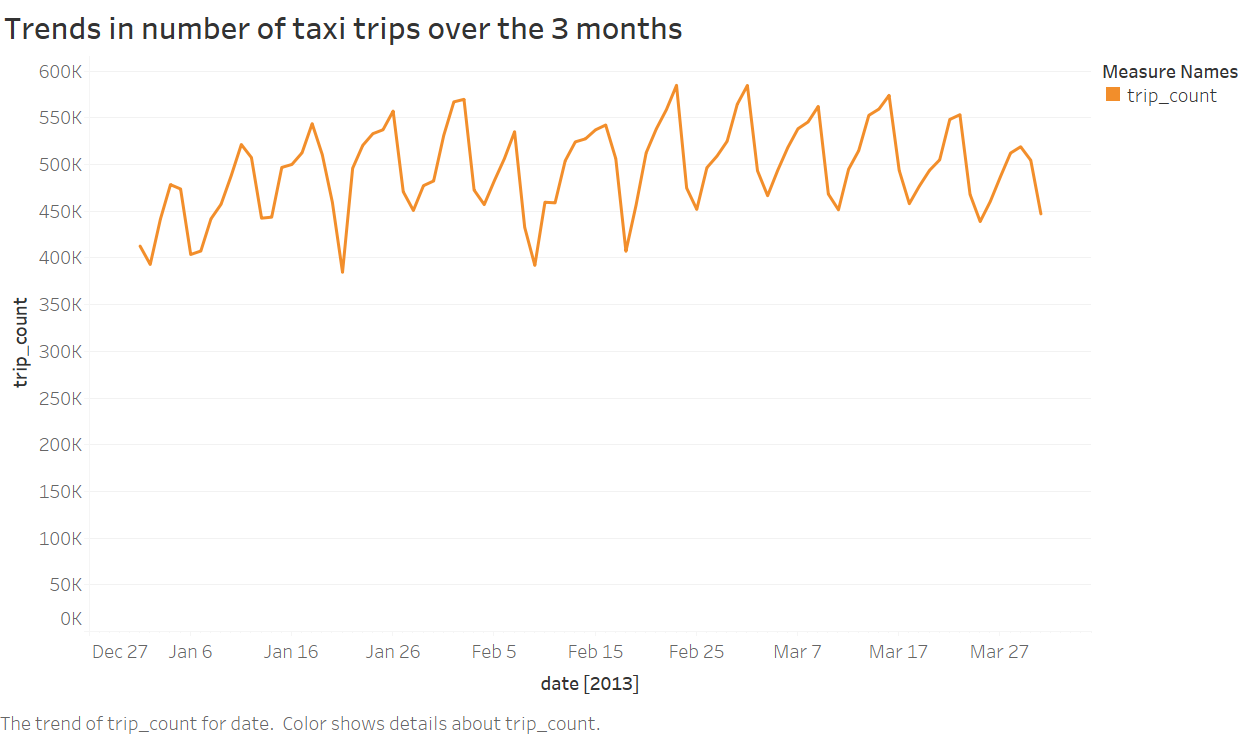 Trends in number of taxi trips over the 3 months
Measure Names
trip_count
600K
550K
500K
450K
400K
350K
300K
250K
200K
150K
100K
50K
0K
trip_count
Dec 27 Jan 6 Jan 16 Jan 26 Feb 5 Feb 15 Feb 25 Mar 7 Mar 17 Mar 27
date [2013]
The trend of trip_count for date. Color shows details about trip_count.